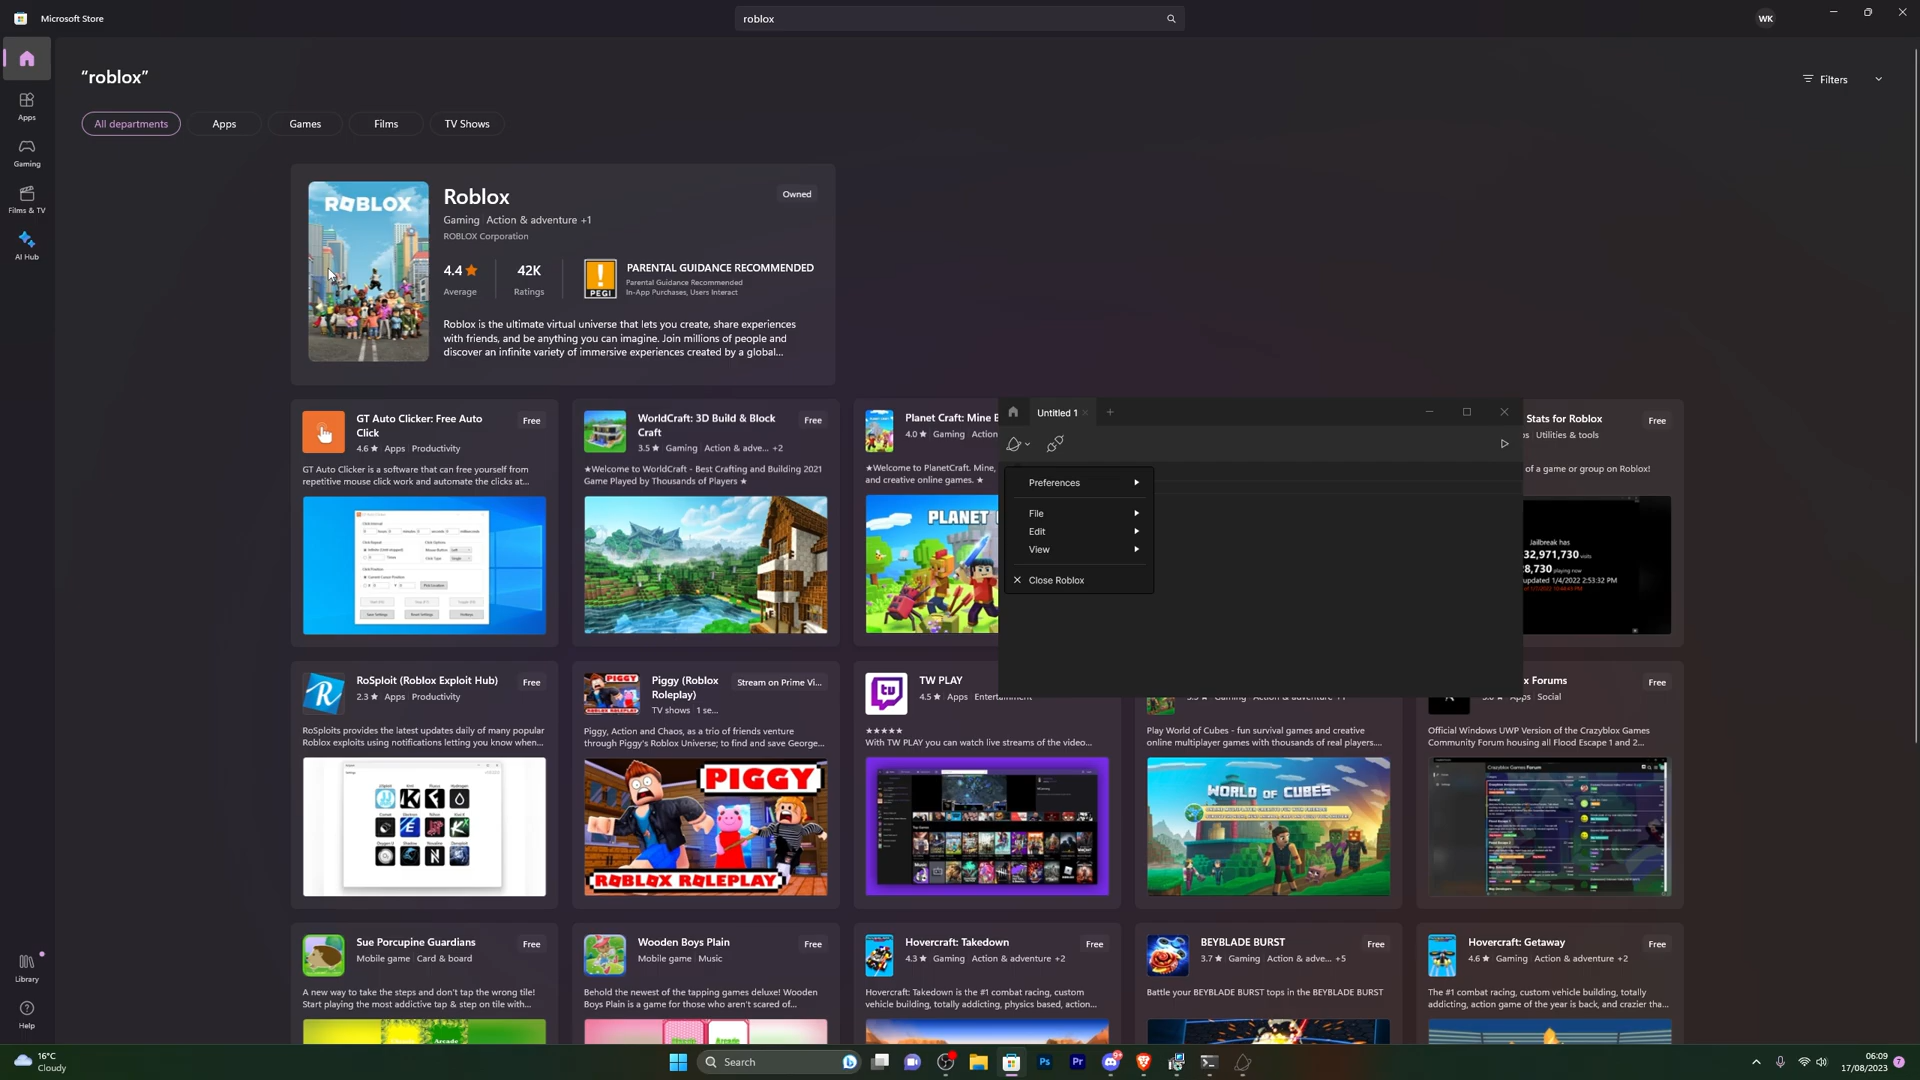 Microsoft Store
roblox
WK
“roblox”
Filters
All departments
Apps
Games
Films
TV Shows
Apps
Gaming
Films & TV
AI Hub
Library
Help
ROBLOX
Roblox
Owned
Gaming Action & adventure +1
ROBLOX Corporation
4.4
Average
42K
Ratings
PEGI
PARENTAL GUIDANCE RECOMMENDED
Parental Guidance Recommended
In-App Purchases, Users Interact
Roblox is the ultimate virtual universe that lets you create, share experiences
with friends, and be anything you can imagine. Join millions of people and
discover an infinite variety of immersive experiences created by a global...
GT Auto Clicker: Free Auto
Click
Free
4.6 ★ Apps Productivity
GT Auto Clicker is a software that can free yourself from
repetitive mouse click work and automate the clicks at...
WorldCraft: 3D Build & Block
Craft
Free
3.5 ★ Gaming Action & adve... +2
★Welcome to WorldCraft - Best Crafting and Building 2021
Game Played by Thousands of Players ★
Planet Craft: Mine B
4.0 ★ Gaming Action
★Welcome to PlanetCraft. Mine,
and creative online games. ★
PLANET
Untitled 1
Preferences
File
Edit
View
Close Roblox
Stats for Roblox
Free
ps Utilities & tools
of a game or group on Roblox!
Jailbreak has
32,971,730 visits
8,730 playing now
updated 1/4/2022 2:53:32 PM
RoSploit (Roblox Exploit Hub)
Free
2.3 ★ Apps Productivity
RoSploits provides the latest updates daily of many popular
Roblox exploits using notifications letting you know when...
Piggy (Roblox
Roleplay)
Stream on Prime Vi...
TV shows 1 se...
Piggy, Action and Chaos, as a trio of friends venture
through Piggy's Roblox Universe; to find and save George...
PIGGY
ROBLOX ROLEPLAY
TW PLAY
4.5 ★ Apps Entertainment
★★★★★
With TW PLAY you can watch live streams of the video...
Play World of Cubes - fun survival games and creative
online multiplayer games with thousands of real players....
WORLD OF CUBES
x Forums
Free
Apps Social
Official Windows UWP Version of the Crazyblox Games
Community Forum housing all Flood Escape 1 and 2...
Sue Porcupine Guardians
Free
Mobile game Card & board
A new way to take the steps and don't tap the wrong tile!
Start playing the most addictive tap & step on tile with...
Wooden Boys Plain
Free
Mobile game Music
Behold the newest of the tapping games deluxe! Wooden
Boys Plain is a game for those who aren't scared of...
Hovercraft: Takedown
Free
4.3 ★ Gaming Action & adventure +2
Hovercraft: Takedown is the #1 combat racing, custom
vehicle building, totally addicting, physics based, action...
BEYBLADE BURST
Free
3.7 ★ Gaming Action & adve... +5
Battle your BEYBLADE BURST tops in the BEYBLADE BURST
Hovercraft: Getaway
Free
4.6 ★ Gaming Action & adventure +2
The #1 combat racing, custom vehicle building, totally
addicting, action game of the year is back, and crazier tha...
16°C
Cloudy
Search
Ps
Pr
06:09
17/08/2023
7